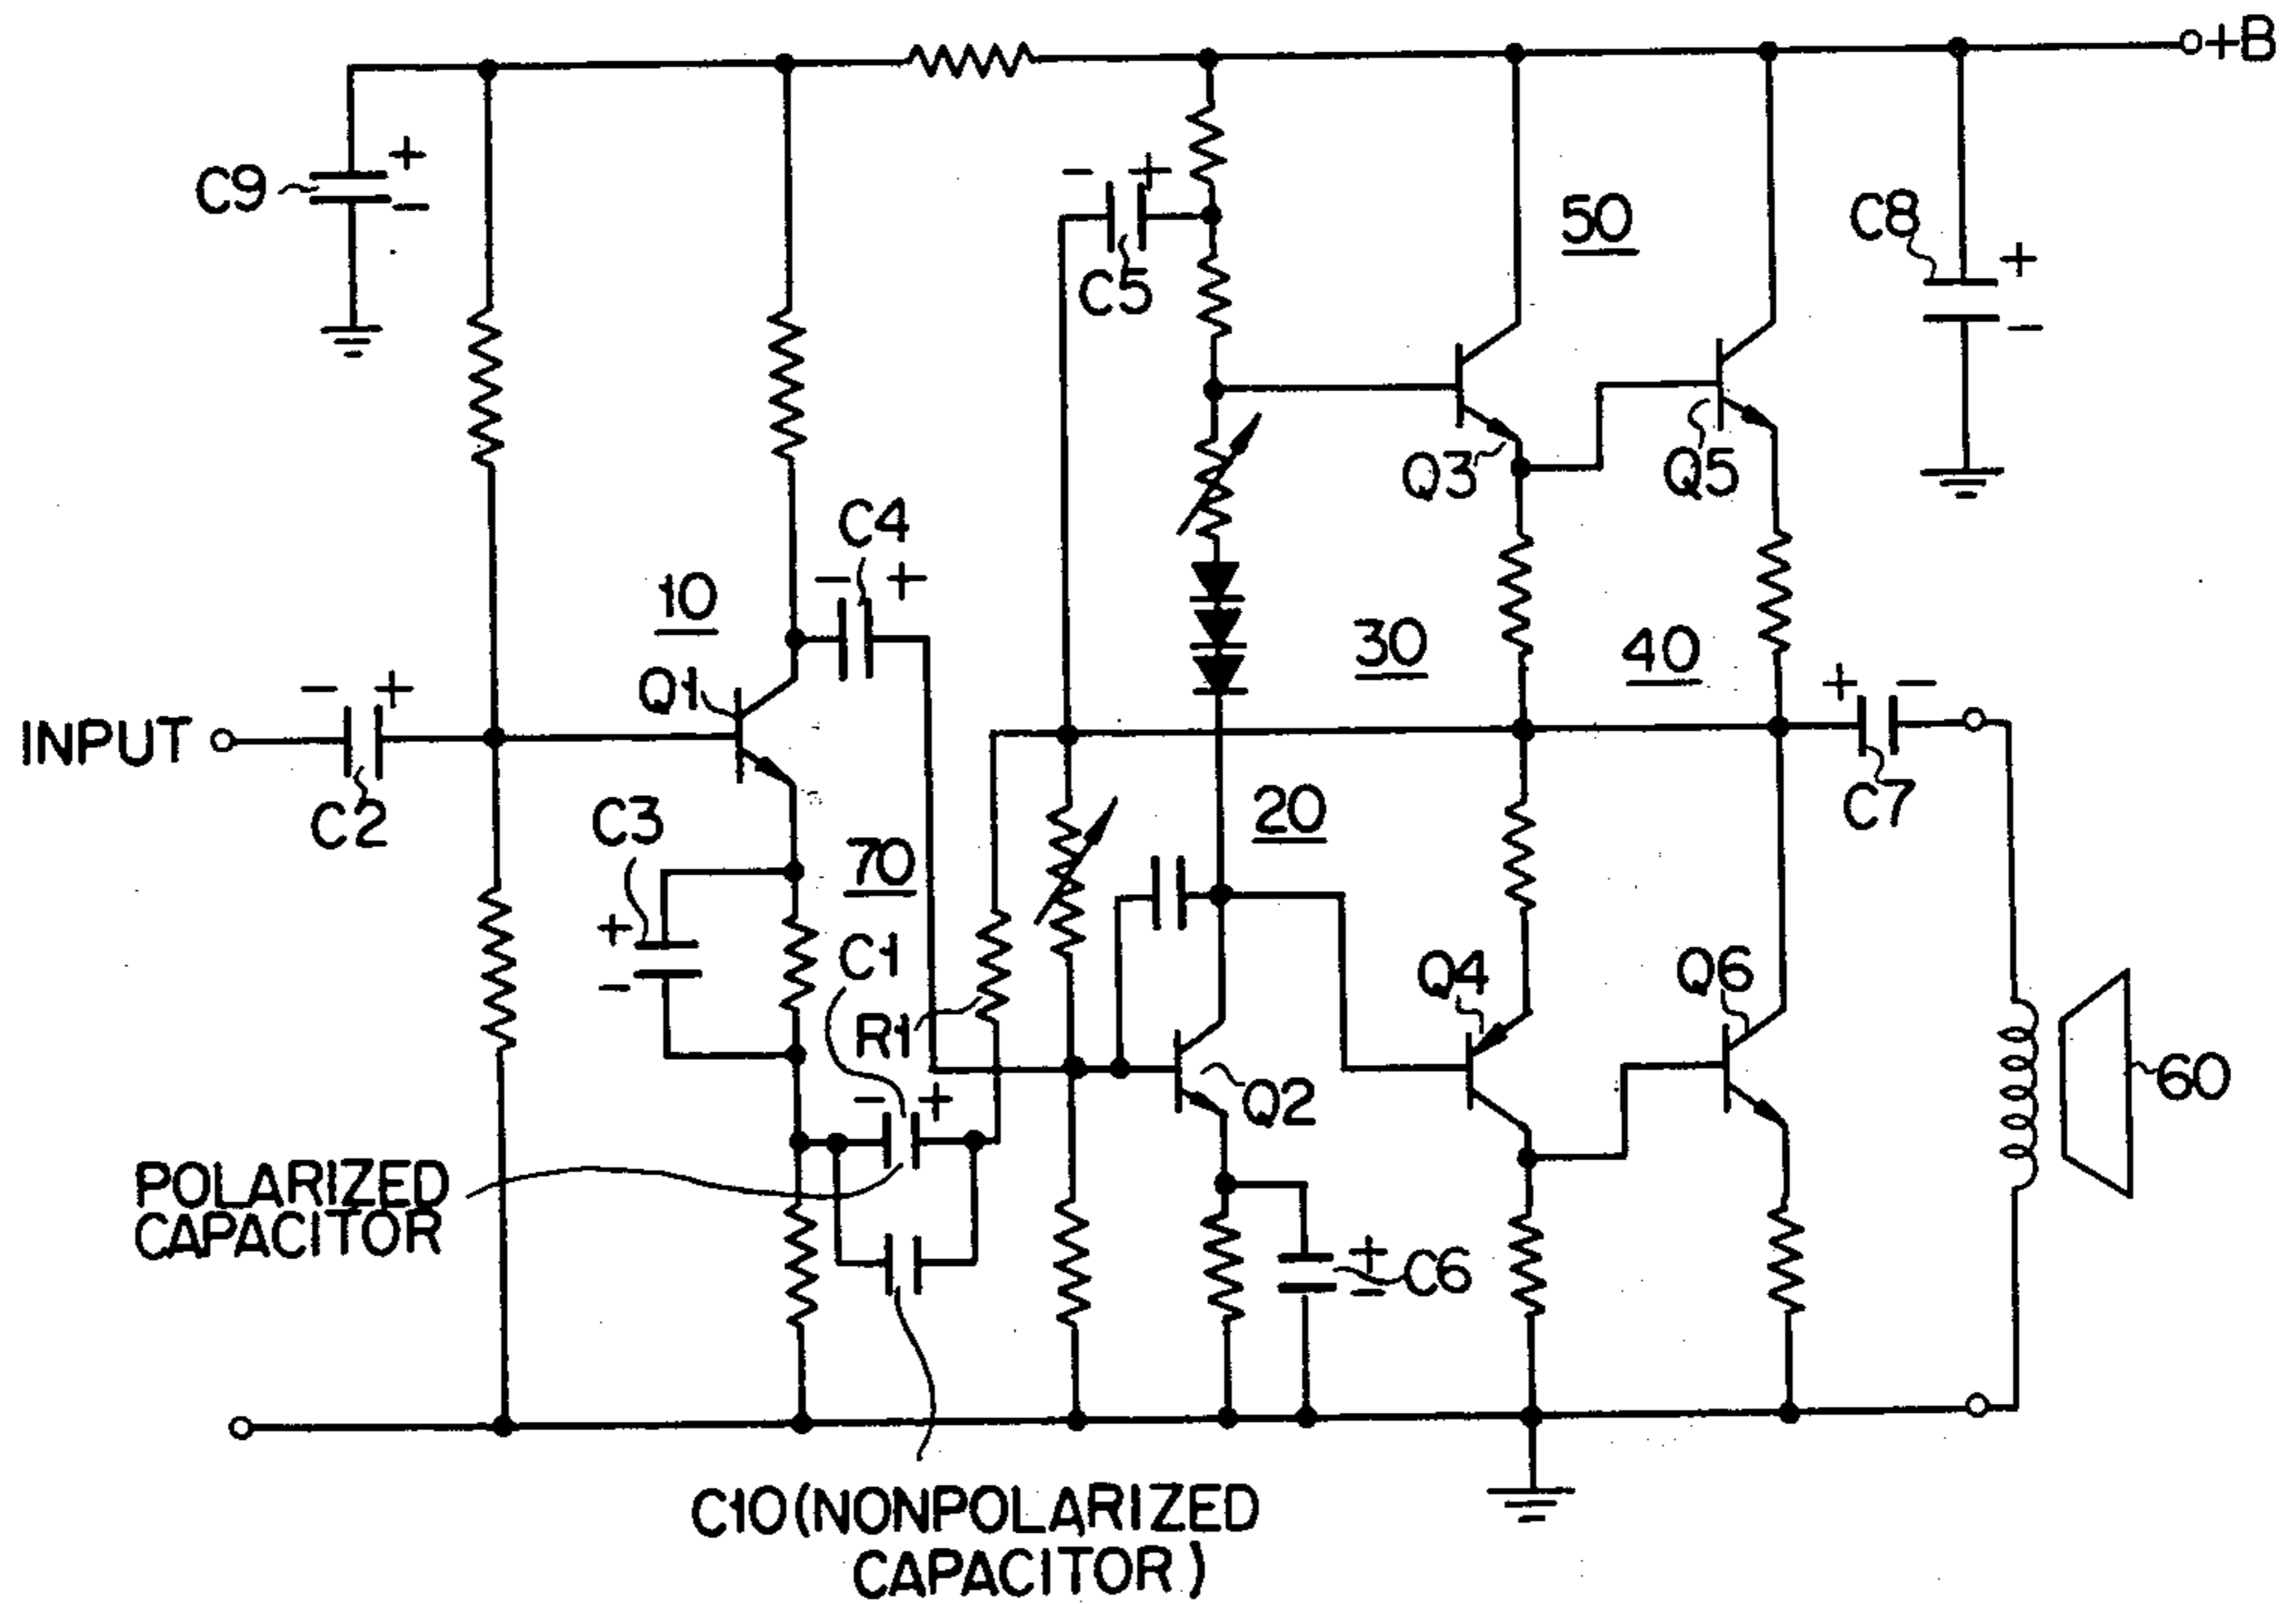 +B
C9
+
-
- +
C5
50
C8
+
-
Q3
Q5
C4
- +
10
30
40
Q1
INPUT
- +
C2
+ -
C7
C3
+
-
70
20
C1
R1
Q4
Q6
- +
Q2
60
POLARIZED
CAPACITOR
+
-
C6
C10 (NONPOLARIZED
CAPACITOR)